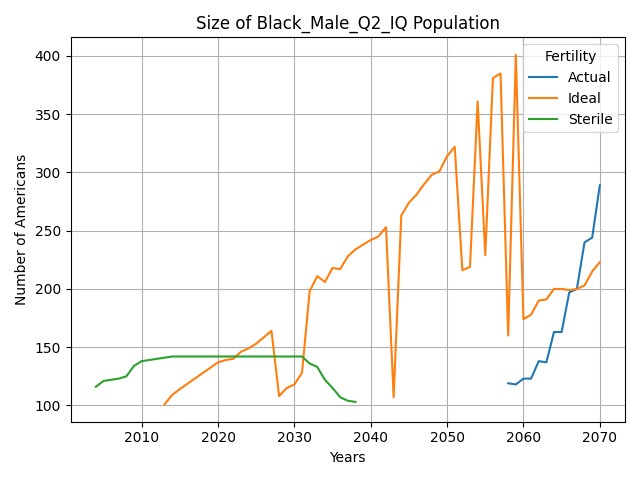 Size of Black_Male_Q2_IQ Population
Number of Americans
400
350
300
250
200
150
100
Fertility
Actual
Ideal
Sterile
2010
2020
2030
2040
2050
2060
2070
Years